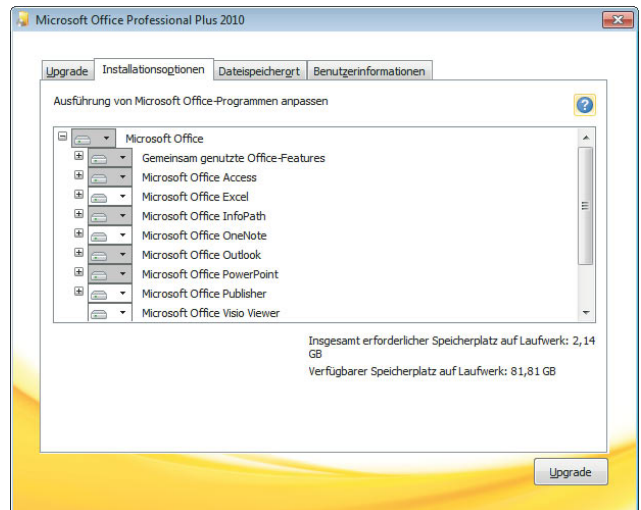 Microsoft Office Professional Plus 2010
Upgrade
Installationsoptionen
Dateispeicherort
Benutzerinformationen
Ausführung von Microsoft Office-Programmen anpassen
Microsoft Office
Gemeinsam genutzte Office-Features
Microsoft Office Access
Microsoft Office Excel
Microsoft Office InfoPath
Microsoft Office OneNote
Microsoft Office Outlook
Microsoft Office PowerPoint
Microsoft Office Publisher
Microsoft Office Visio Viewer
Insgesamt erforderlicher Speicherplatz auf Laufwerk: 2,14
GB
Verfügbarer Speicherplatz auf Laufwerk: 81,81 GB
Upgrade